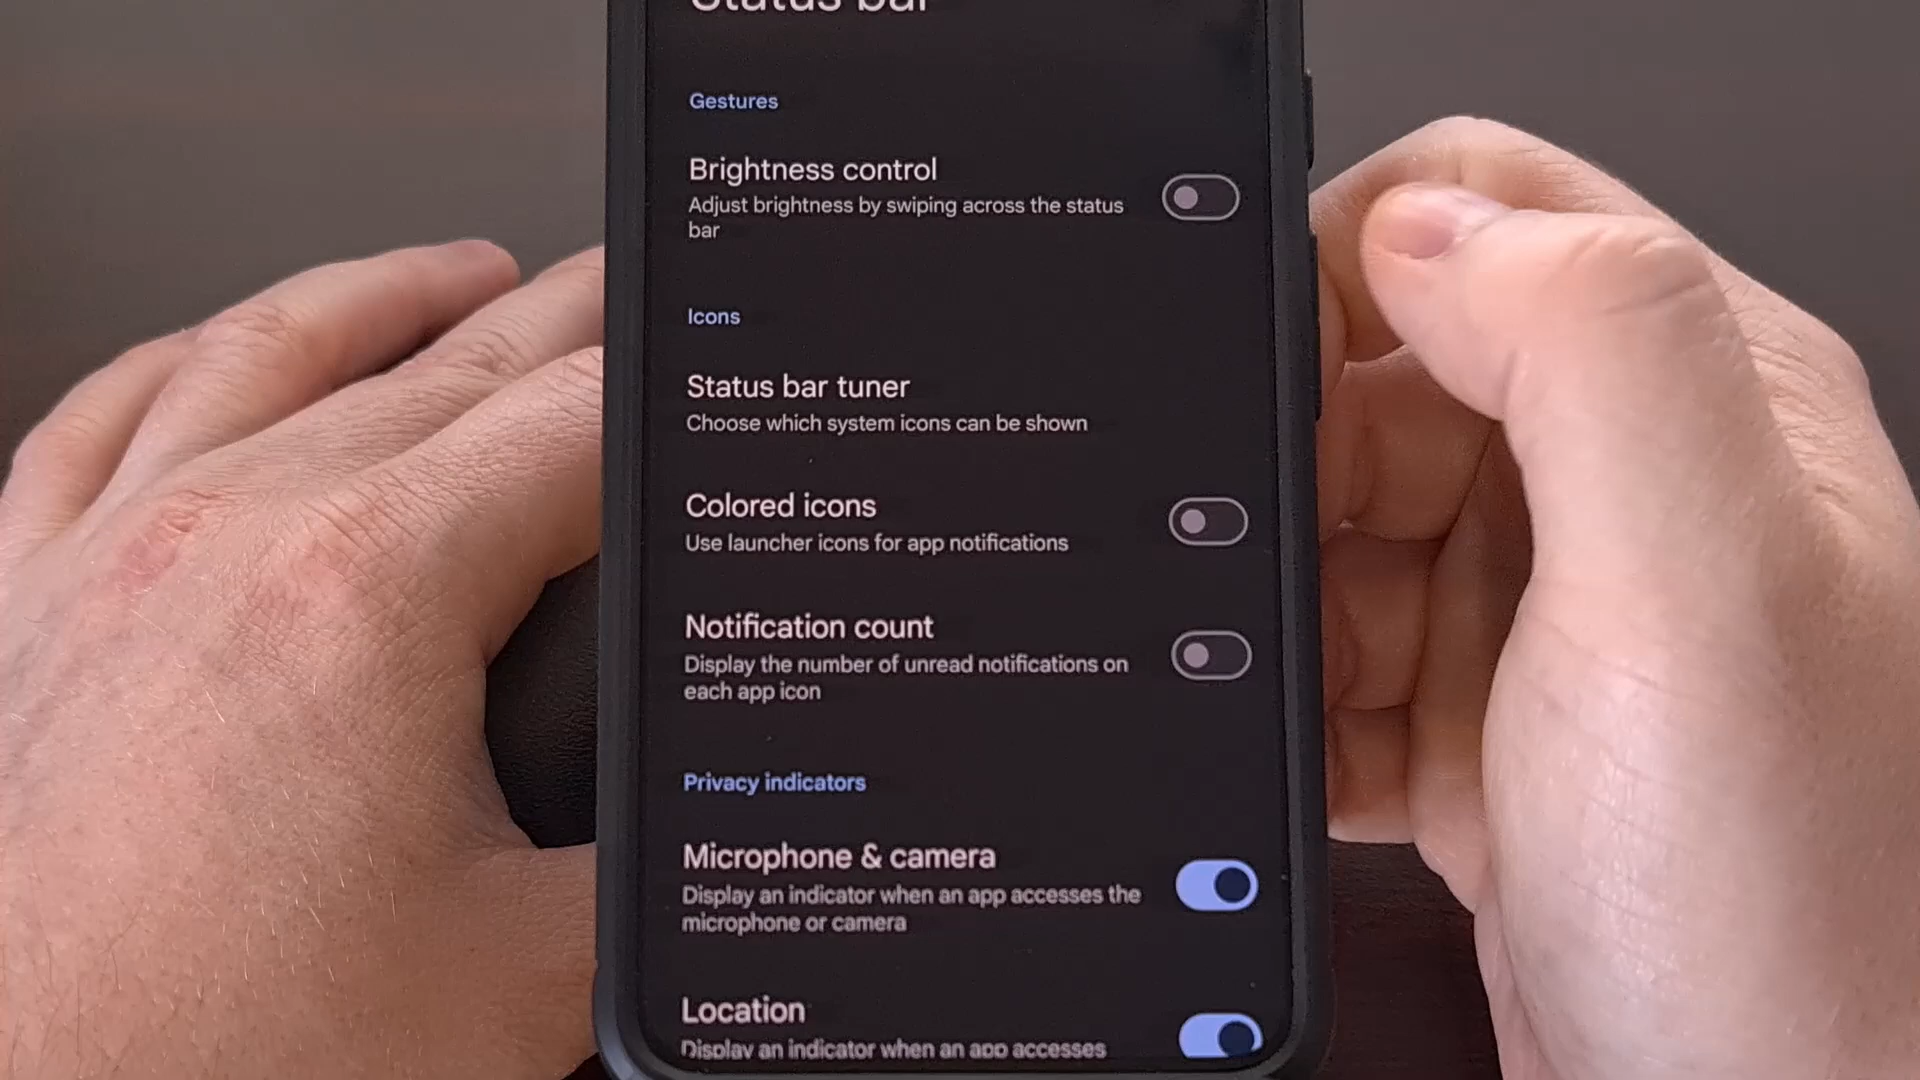 Status bar
Gestures
Brightness control
Adjust brightness by swiping across the status
bar
Icons
Status bar tuner
Choose which system icons can be shown
Colored icons
Use launcher icons for app notifications
Notification count
Display the number of unread notifications on
each app icon
Privacy indicators
Microphone & camera
Display an indicator when an app accesses the
microphone or camera
Location
Display an indicator when an app accesses